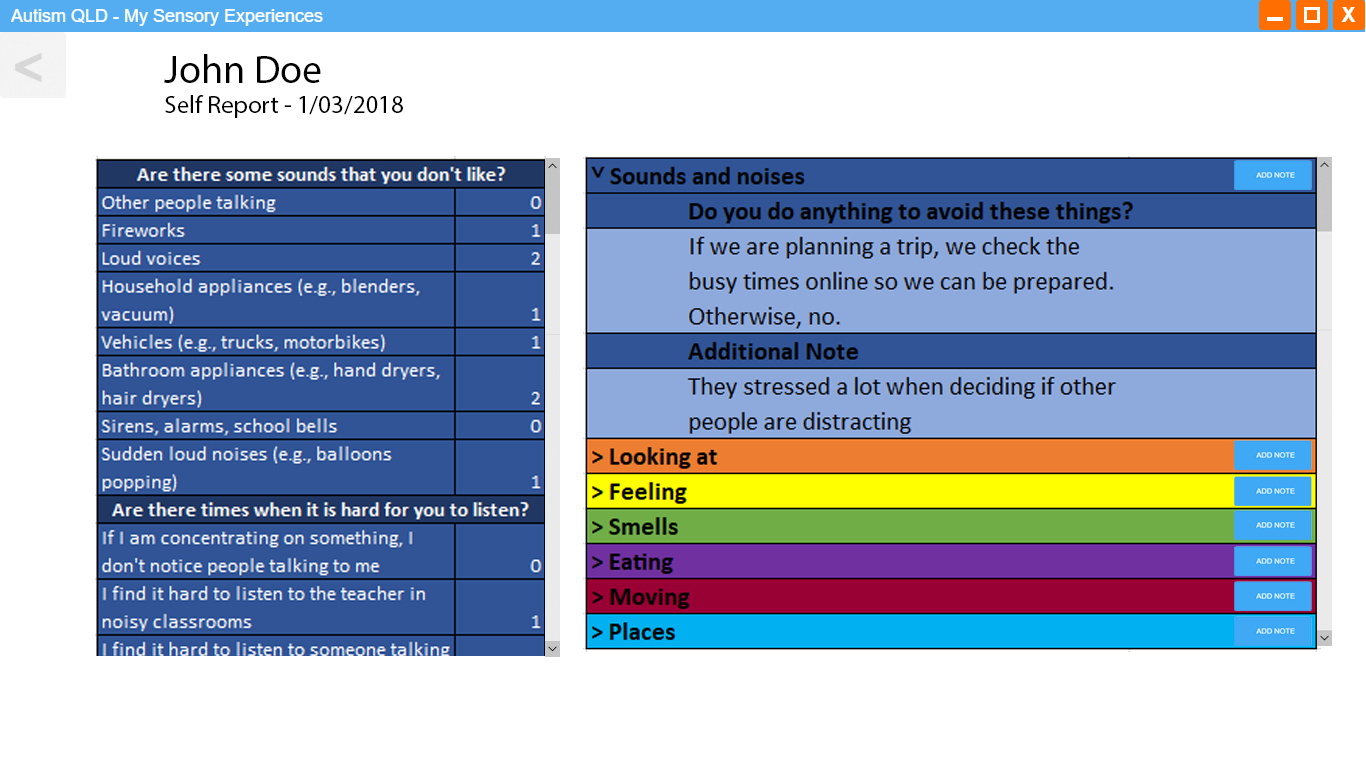 Autism QLD - My Sensory Experiences
X
<
John Doe
Self Report - 1/03/2018
Are there some sounds that you don't like?
Other people talking 0
Fireworks 1
Loud voices 2
Household appliances (e.g., blenders,
vacuum) 1
Vehicles (e.g., trucks, motorbikes) 1
Bathroom appliances (e.g., hand dryers,
hair dryers) 2
Sirens, alarms, school bells 0
Sudden loud noises (e.g., balloons
popping) 1
Are there times when it is hard for you to listen?
If I am concentrating on something, I
don't notice people talking to me 0
I find it hard to listen to the teacher in
noisy classrooms 1
I find it hard to listen to someone talking
v Sounds and noises ADD NOTE
Do you do anything to avoid these things?
If we are planning a trip, we check the
busy times online so we can be prepared.
Otherwise, no.
Additional Note
They stressed a lot when deciding if other
people are distracting
> Looking at ADD NOTE
> Feeling ADD NOTE
> Smells ADD NOTE
> Eating ADD NOTE
> Moving ADD NOTE
> Places ADD NOTE